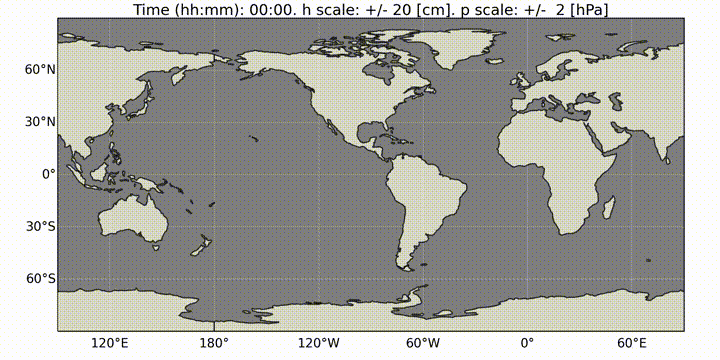 Time (hh:mm): 00:00. h scale: +/- 20 [cm]. p scale: +/-  2 [hPa]
60°N
30°N
0°
30°S
60°S
120°E 180° 120°W 60°W 0° 60°E